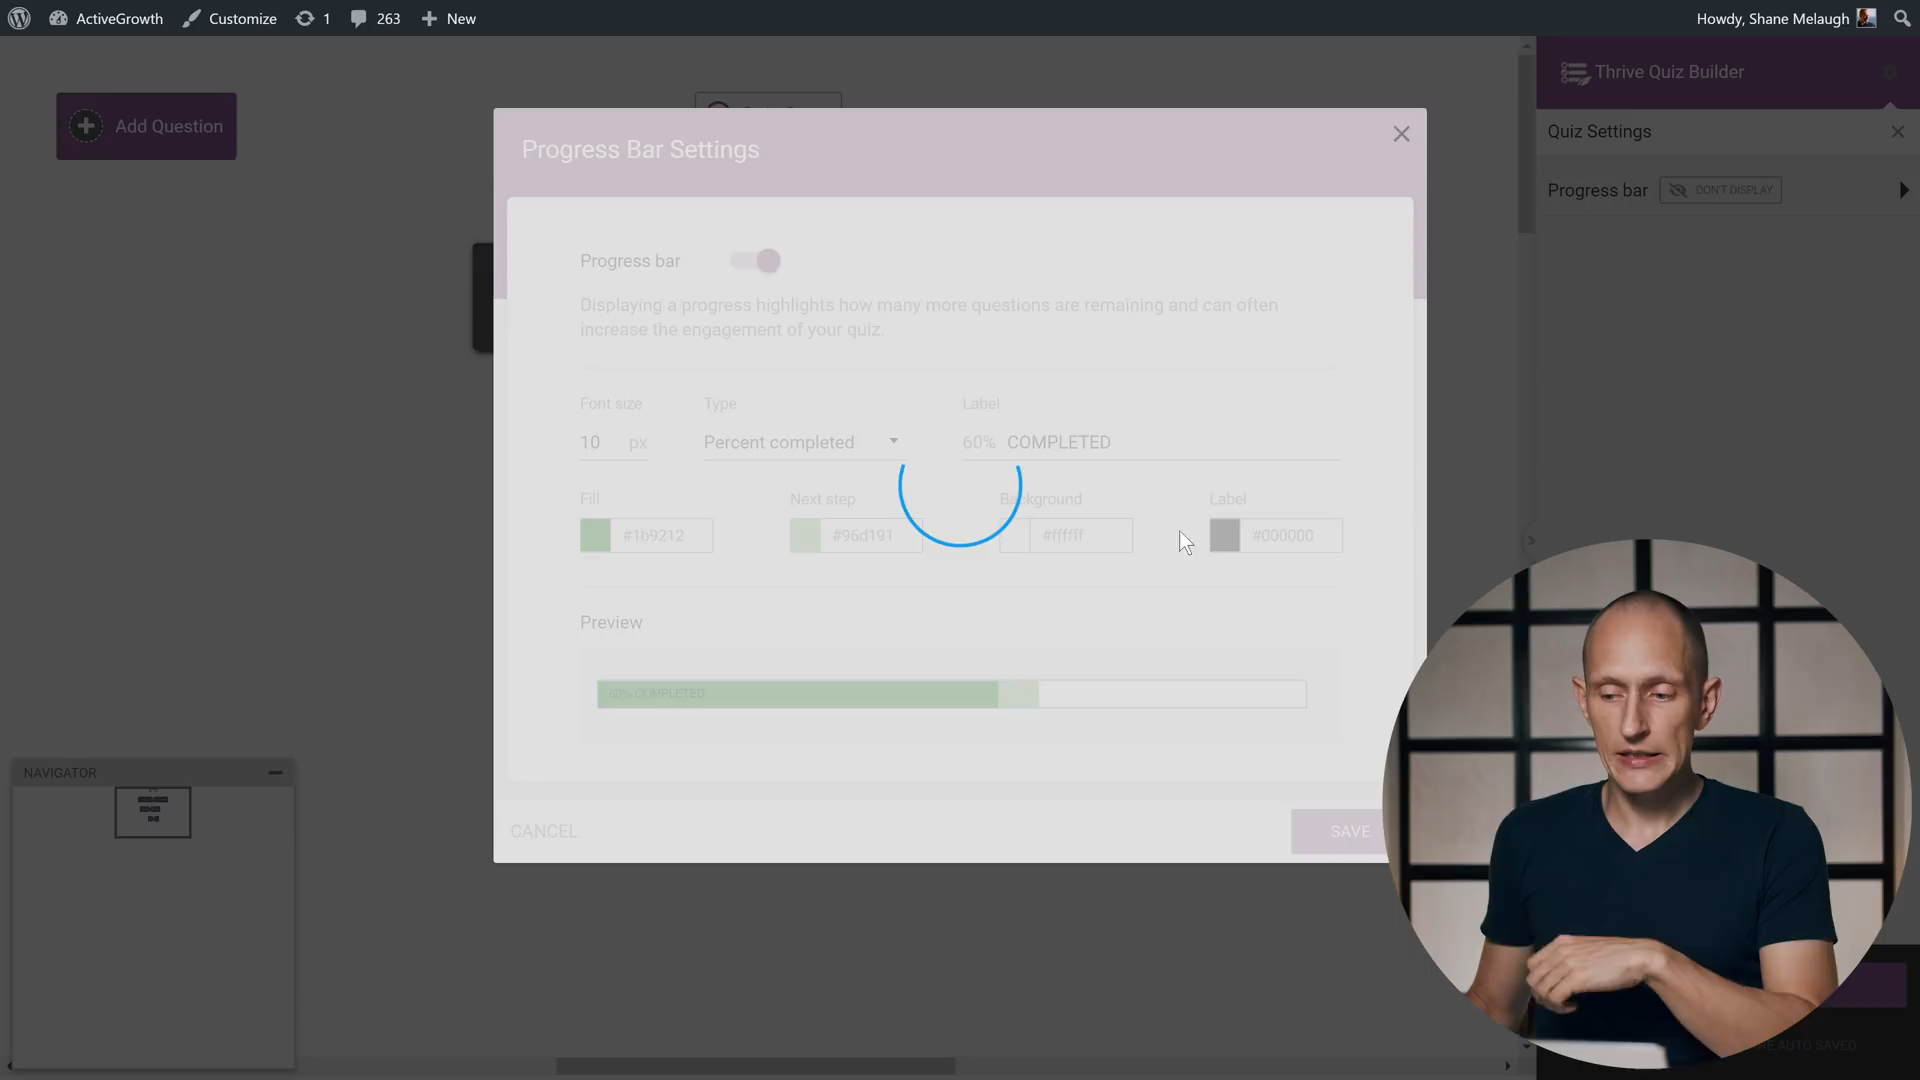 ActiveGrowth
Customize
1
263
New
Howdy, Shane Melaugh
Add Question
Progress Bar Settings
Progress bar
Displaying a progress highlights how many more questions are remaining and can often
increase the engagement of your quiz.
Font size
Type
Label
10 px
Percent completed
60% COMPLETED
Fill
Next step
Background
Label
#1b9212
#96d191
#ffffff
#000000
Preview
60% COMPLETED
CANCEL
SAVE
Thrive Quiz Builder
Quiz Settings
Progress bar
DON'T DISPLAY
NAVIGATOR
AUTO SAVED